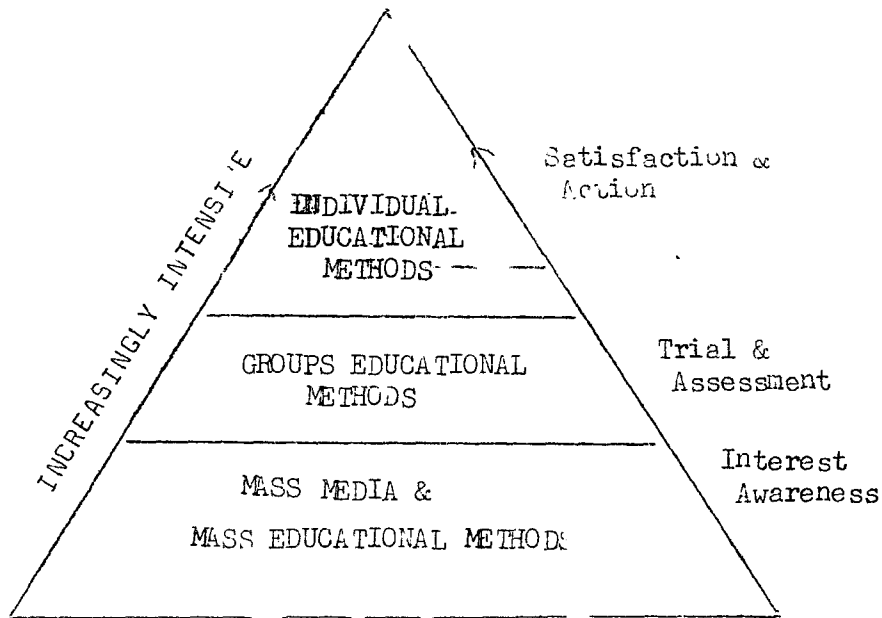 INCREASINGLY INTENSIVE
Satisfaction &
Action
INDIVIDUAL-
EDUCATIONAL
METHODS
Trial &
Assessment
GROUPS EDUCATIONAL
METHODS
Interest
Awareness
MASS MEDIA &
MASS EDUCATIONAL METHODS